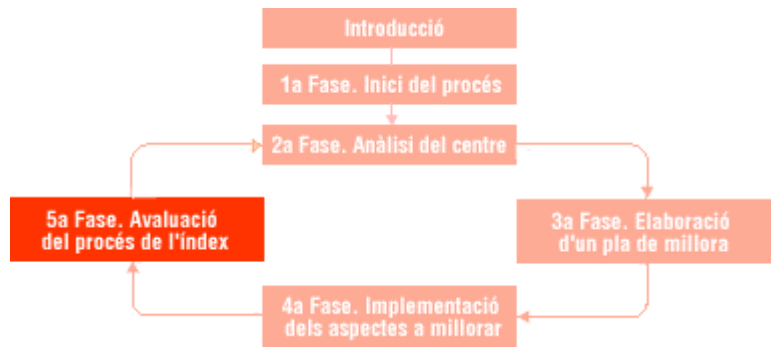 Introducció
1a Fase. Inici del procés
2a Fase. Anàlisi del centre
3a Fase. Elaboració
d'un pla de millora
4a Fase. Implementació
dels aspectes a millorar
5a Fase. Avaluació
del procés de l'índex